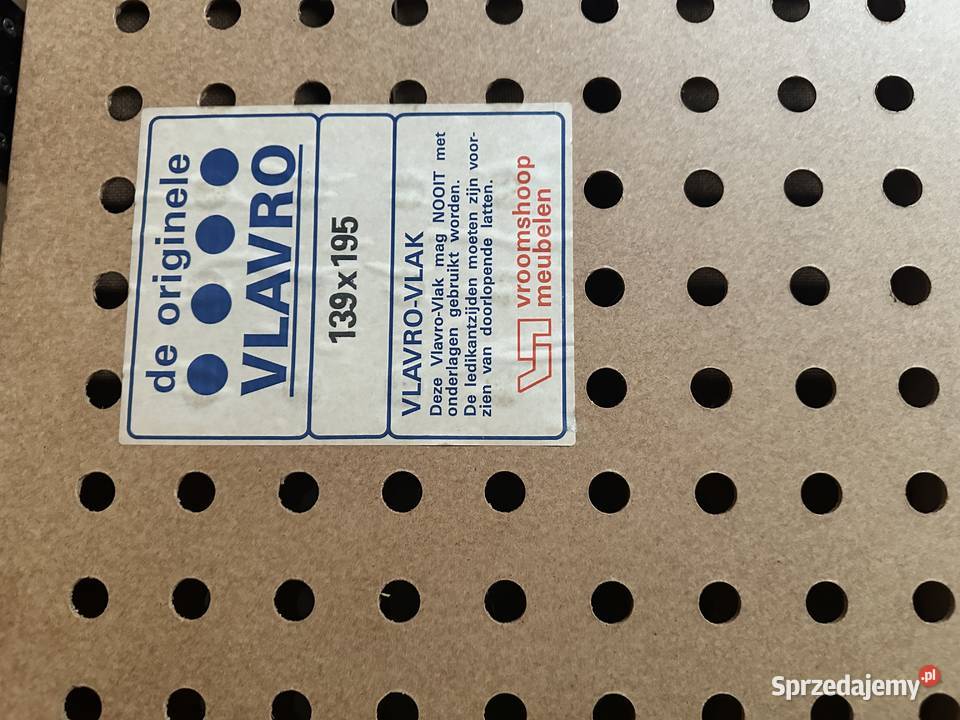 de originele
VLAVRO
139x195
VLAVRO-VLAK
Deze Vlavro-Vlak mag NOOIT met
onderlagen gebruikt worden.
De ledikantzijden moeten zijn voor-
zien van doorlopende latten.
vroomshoop
meubelen
Sprzedajemy.pl